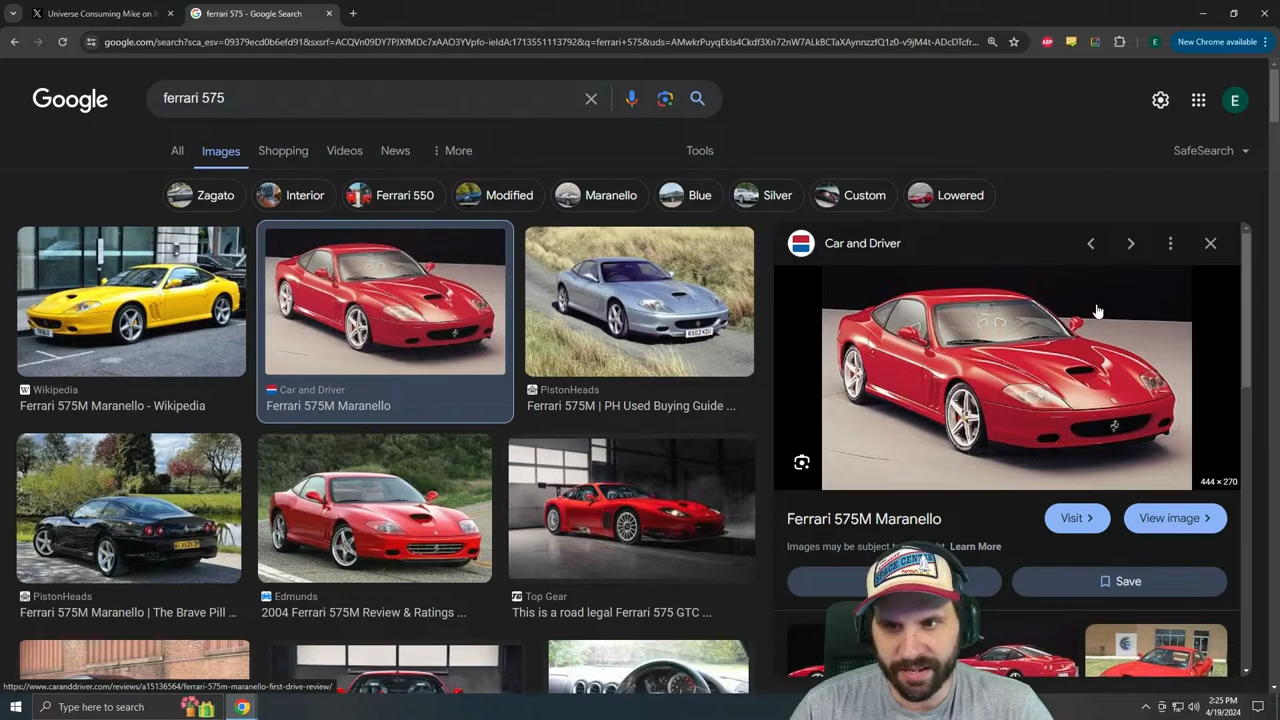 Universe Consuming Mike on
ferrari 575 - Google Search
google.com/search?sca_esv=09379ecd0b6efd91&sxsrf=ACQVn09DY7PJXfMDc7xAAO3YVpfo-ieIdA:1713551113792&q=ferrari+575&uds=
New Chrome available
Google
ferrari 575
E
All Images Shopping Videos News More Tools SafeSearch
Zagato Interior Ferrari 550 Modified Maranello Blue Silver Custom Lowered
Car and Driver
Wikipedia
Ferrari 575M Maranello - Wikipedia
Car and Driver
Ferrari 575M Maranello
PistonHeads
Ferrari 575M | PH Used Buying Guide ...
444 × 270
Ferrari 575M Maranello
Visit
View image
Images may be subject to
Learn More
Save
PistonHeads
Ferrari 575M Maranello | The Brave Pill ...
Edmunds
2004 Ferrari 575M Review & Ratings ...
Top Gear
This is a road legal Ferrari 575 GTC ...
SPACE CENTER
NASA
https://www.caranddriver.com/reviews/a15136564/ferrari-575m-maranello-first-drive-review/
Type here to search
2:25 PM
4/19/2024